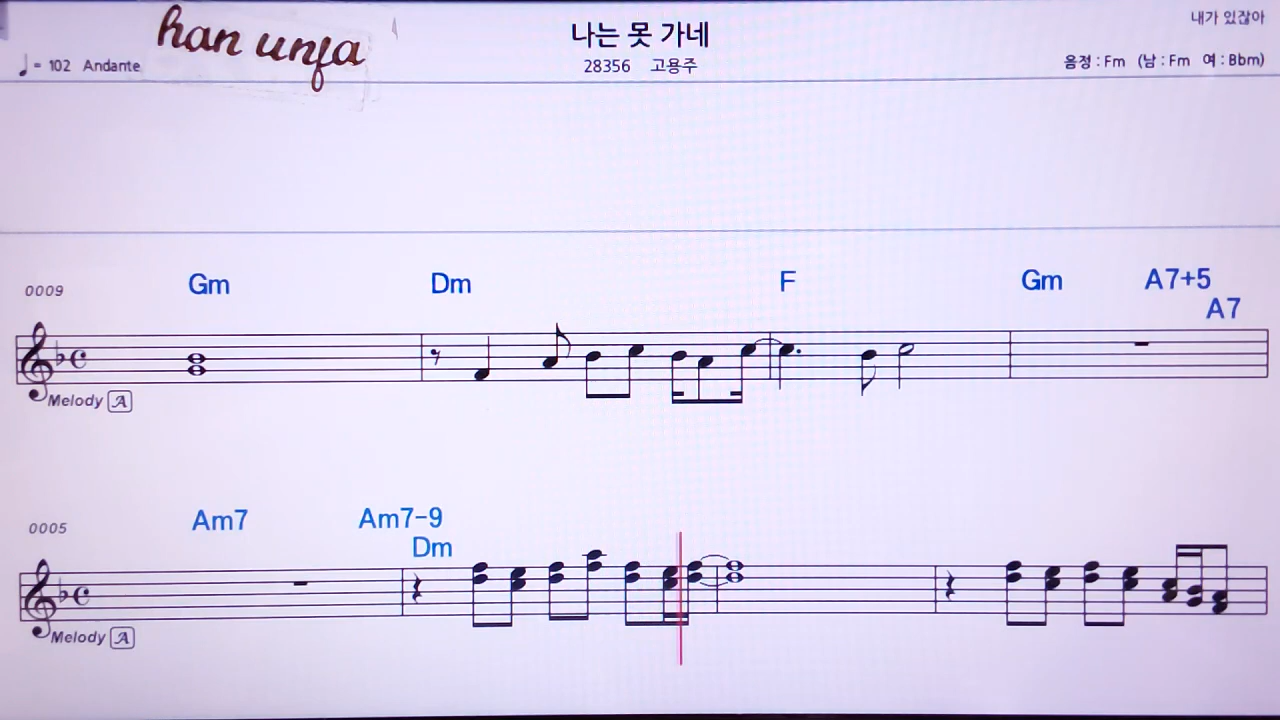 내가 있잖아
han unja
나는 못 가네
♩= 102 Andante
28356 고용주
음정 : Fm (남 : Fm 여 : Bbm)
0009
Gm Dm F Gm A7+5
A7
Melody A
0005
Am7 Am7-9
Dm
Melody A